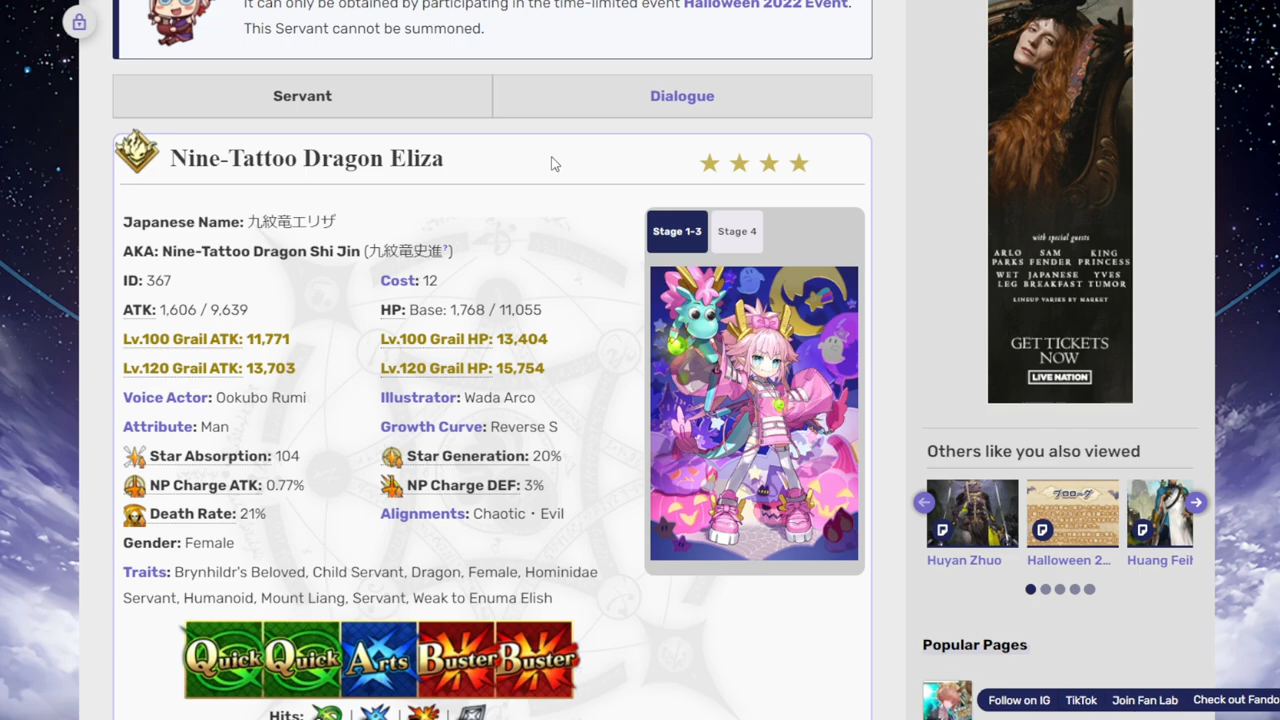 It can only be obtained by participating in the time-limited event Halloween 2022 Event.
This Servant cannot be summoned.
Servant
Dialogue
Nine-Tattoo Dragon Eliza
Japanese Name: 九紋竜エリザ
AKA: Nine-Tattoo Dragon Shi Jin (九紋竜史進?)
ID: 367
Cost: 12
ATK: 1,606 / 9,639
HP: Base: 1,768 / 11,055
Lv.100 Grail ATK: 11,771
Lv.100 Grail HP: 13,404
Lv.120 Grail ATK: 13,703
Lv.120 Grail HP: 15,754
Voice Actor: Ookubo Rumi
Illustrator: Wada Arco
Attribute: Man
Growth Curve: Reverse S
Star Absorption: 104
Star Generation: 20%
NP Charge ATK: 0.77%
NP Charge DEF: 3%
Death Rate: 21%
Alignments: Chaotic・Evil
Gender: Female
Traits: Brynhildr's Beloved, Child Servant, Dragon, Female, Hominidae
Servant, Humanoid, Mount Liang, Servant, Weak to Enuma Elish
Quick Quick Arts Buster Buster
Hits:
Stage 1-3
Stage 4
with special guests
ARLO SAM KING
PARKS FENDER PRINCESS
WET JAPANESE YVES
LEG BREAKFAST TUMOR
LINEUP VARIES BY MARKET
GET TICKETS
NOW
LIVE NATION
Others like you also viewed
プロローグ
Huyan Zhuo
Halloween 2...
Huang Feih
Popular Pages
Follow on IG
TikTok
Join Fan Lab
Check out Fando